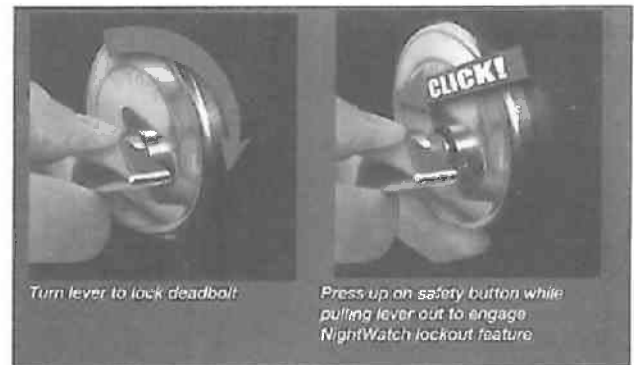 CLICK!
Turn lever to lock deadbolt
Press up on safety button while
pulling lever out to engage
NightWatch lockout feature